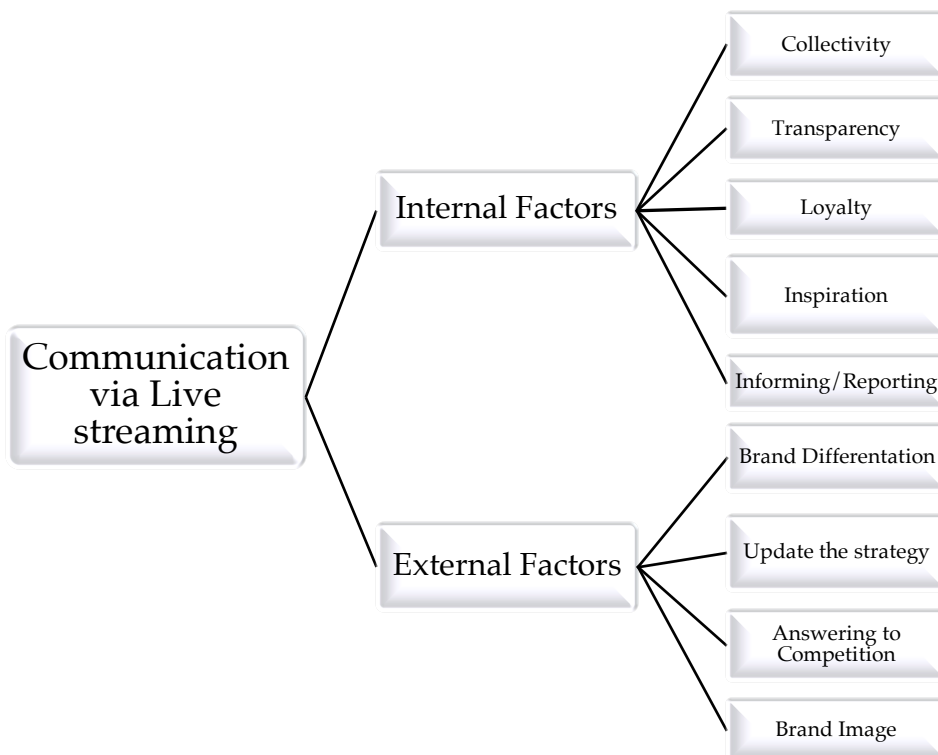 Communication
via Live
streaming
Internal Factors
Collectivity
Transparency
Loyalty
Inspiration
Informing/Reporting
External Factors
Brand Differentation
Update the strategy
Answering to
Competition
Brand Image